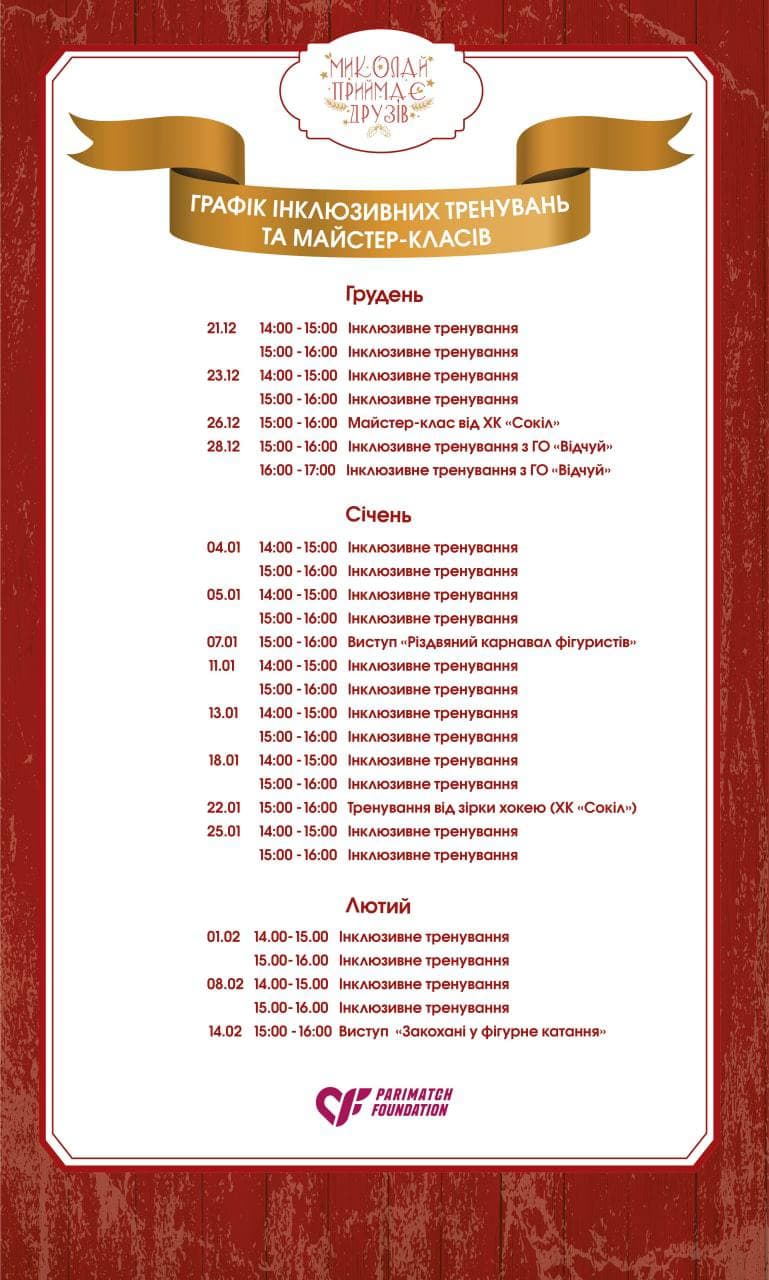 МИКОЛАЙ
ПРИЙМАЄ
ДРУЗІВ
ГРАФІК ІНКЛЮЗИВНИХ ТРЕНУВАНЬ
ТА МАЙСТЕР-КЛАСІВ
Грудень
21.12 14:00 - 15:00 Інклюзивне тренування
15:00 - 16:00 Інклюзивне тренування
23.12 14:00 - 15:00 Інклюзивне тренування
15:00 - 16:00 Інклюзивне тренування
26.12 15:00 - 16:00 Майстер-клас від ХК «Сокіл»
28.12 15:00 - 16:00 Інклюзивне тренування з ГО «Відчуй»
16:00 - 17:00 Інклюзивне тренування з ГО «Відчуй»
Січень
04.01 14:00 - 15:00 Інклюзивне тренування
15:00 - 16:00 Інклюзивне тренування
05.01 14:00 - 15:00 Інклюзивне тренування
15:00 - 16:00 Інклюзивне тренування
07.01 15:00 - 16:00 Виступ «Різдвяний карнавал фігуристів»
11.01 14:00 - 15:00 Інклюзивне тренування
15:00 - 16:00 Інклюзивне тренування
13.01 14:00 - 15:00 Інклюзивне тренування
15:00 - 16:00 Інклюзивне тренування
18.01 14:00 - 15:00 Інклюзивне тренування
15:00 - 16:00 Інклюзивне тренування
22.01 15:00 - 16:00 Тренування від зірки хокею (ХК «Сокіл»)
25.01 14:00 - 15:00 Інклюзивне тренування
15:00 - 16:00 Інклюзивне тренування
Лютий
01.02 14.00- 15.00 Інклюзивне тренування
15.00- 16.00 Інклюзивне тренування
08.02 14.00- 15.00 Інклюзивне тренування
15.00- 16.00 Інклюзивне тренування
14.02 15:00 - 16:00 Виступ «Закохані у фігурне катання»
PARIMATCH
FOUNDATION